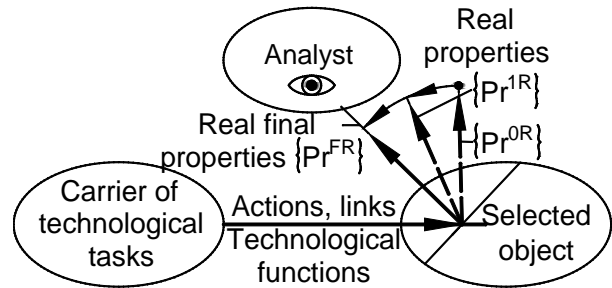 Analyst
Real
properties
{Pr^1R}
{Pr^0R}
Real final
properties {Pr^FR}
Carrier of
technological
tasks
Actions, links
Technological
functions
Selected
object